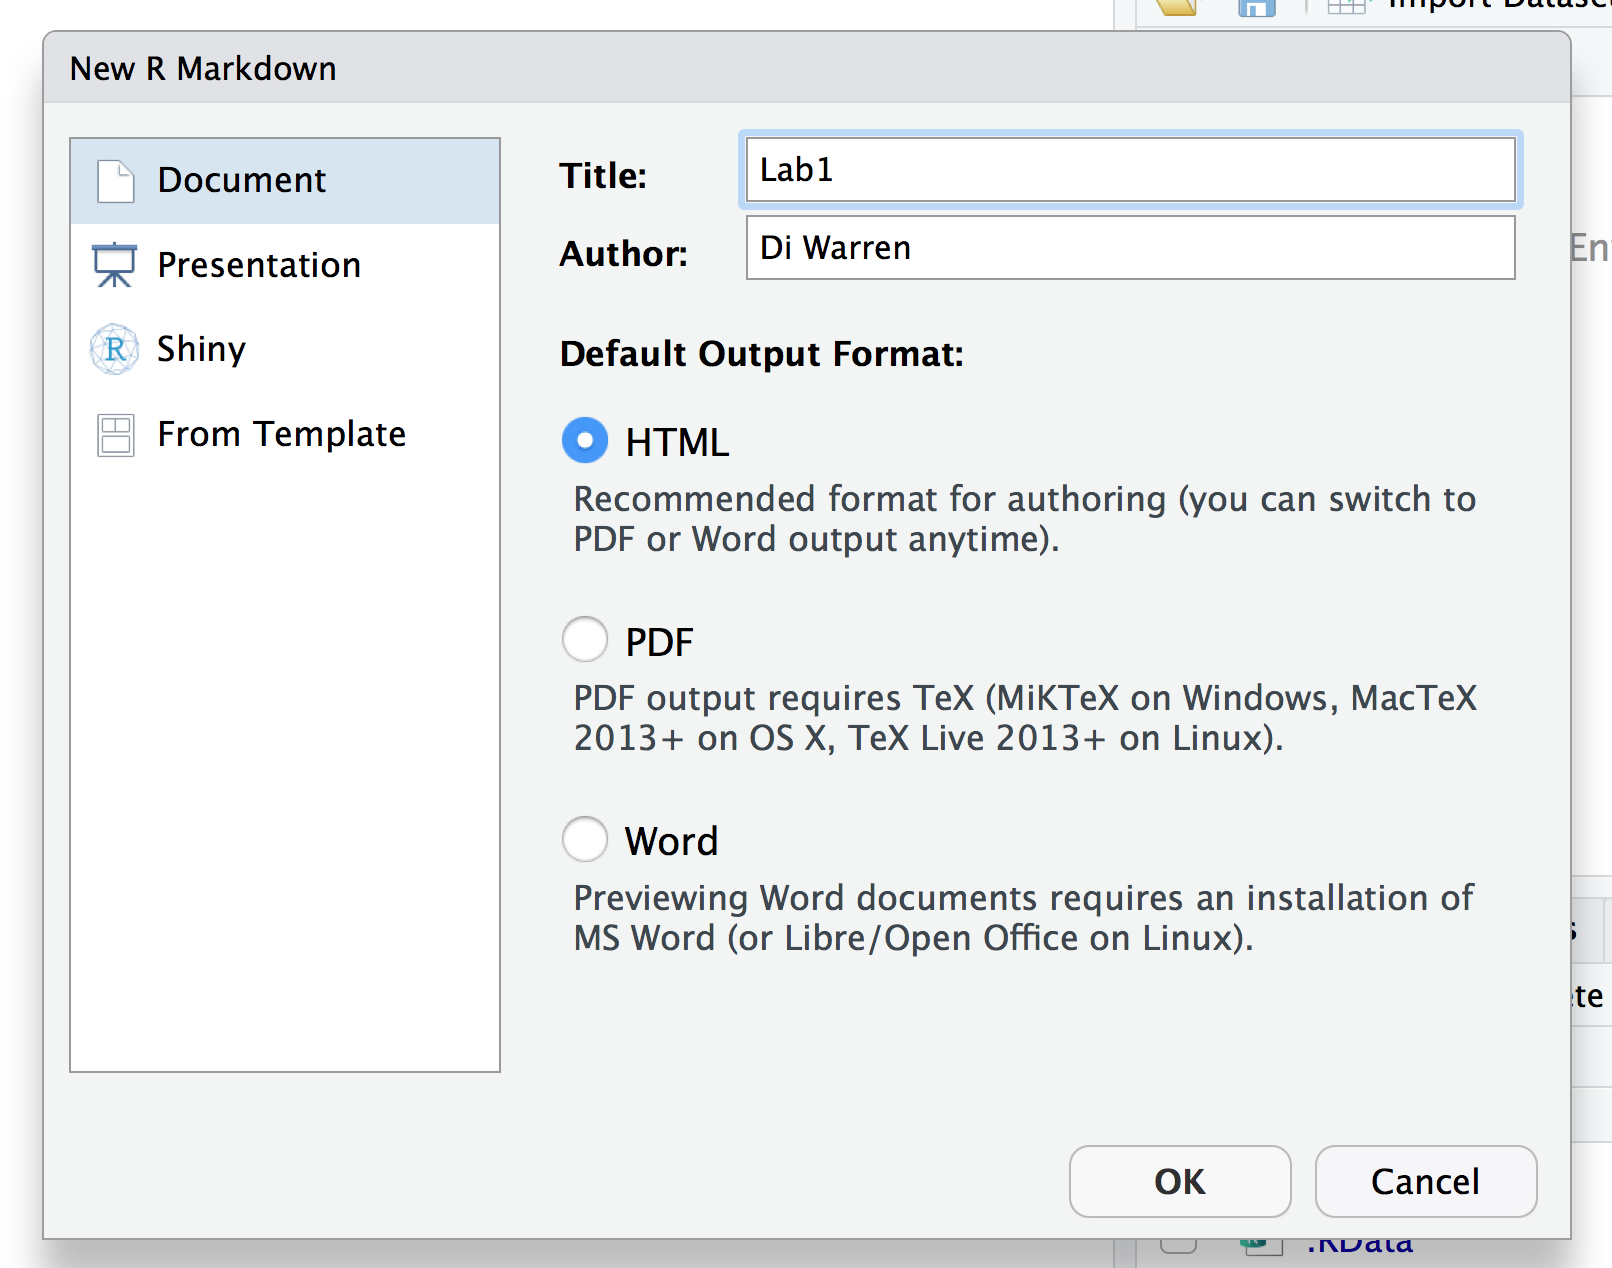 Import
New R Markdown
Document
Presentation
Shiny
From Template
Title:
Lab1
Author:
Di Warren
Default Output Format:
HTML
Recommended format for authoring (you can switch to
PDF or Word output anytime).
PDF
PDF output requires TeX (MiKTeX on Windows, MacTeX
2013+ on OS X, TeX Live 2013+ on Linux).
Word
Previewing Word documents requires an installation of
MS Word (or Libre/Open Office on Linux).
OK
Cancel
.RData